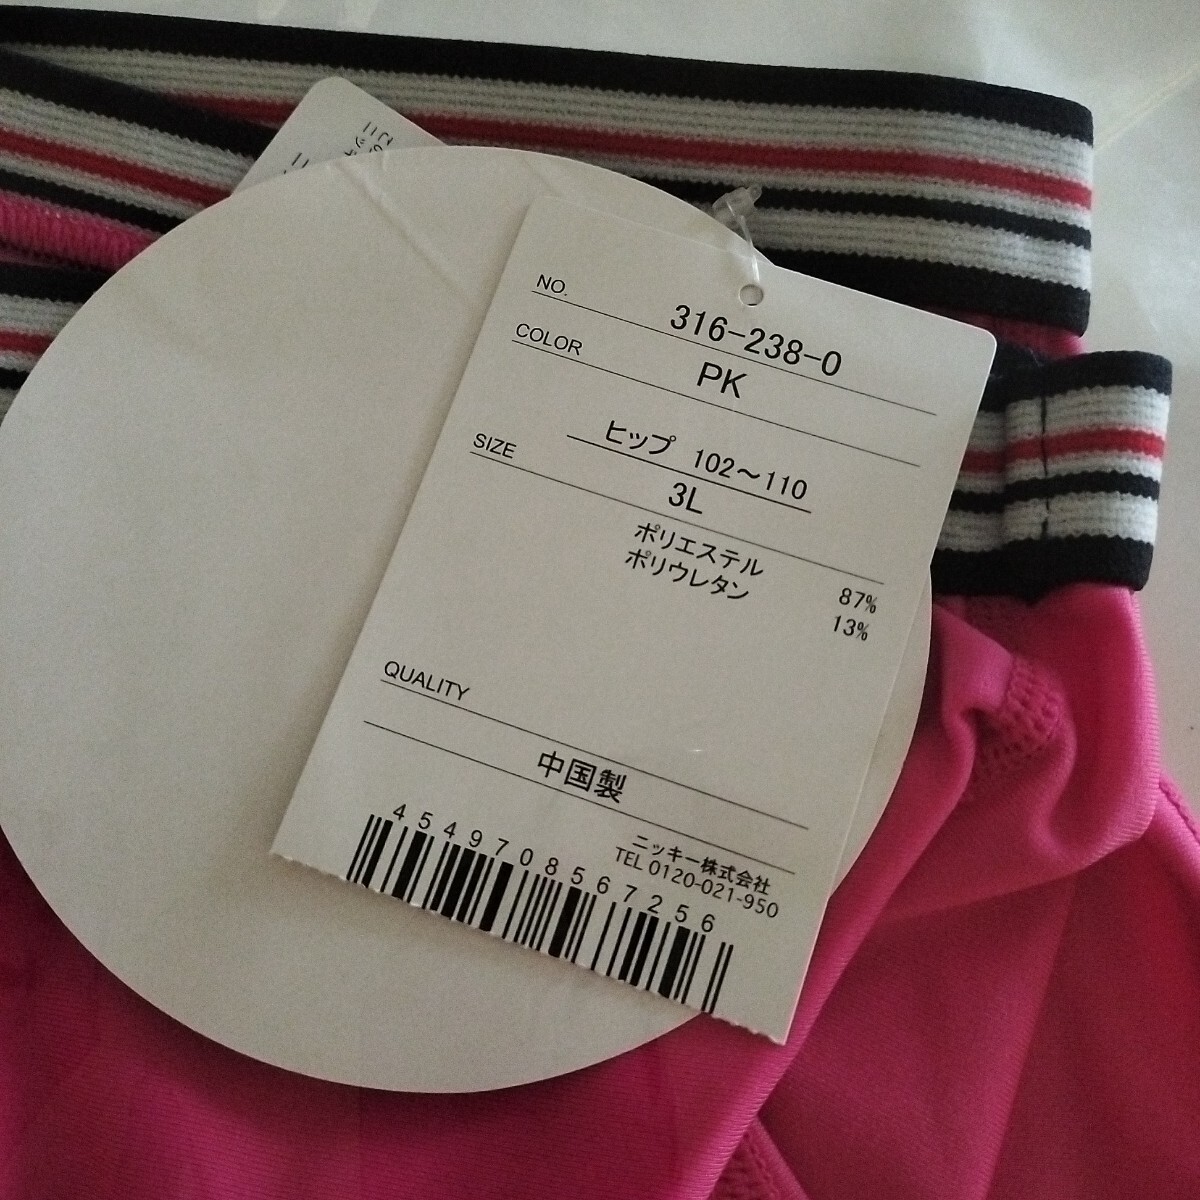 NO.
316-238-0
COLOR
PK
ヒップ 102～110
SIZE
3L
ポリエステル 87%
ポリウレタン 13%
QUALITY
中国製
ニッキー株式会社
TEL 0120-021-950
4549708567256